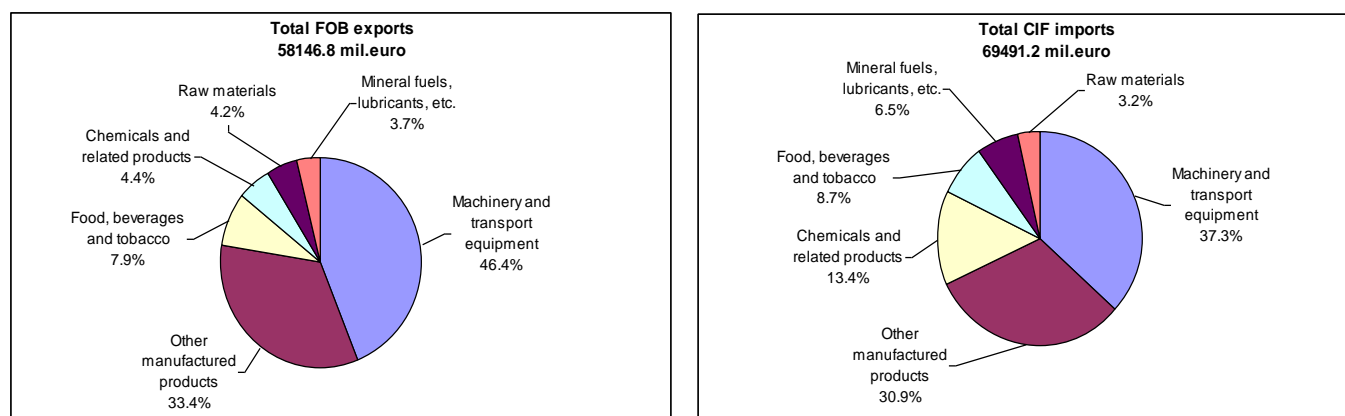 Total FOB exports
58146.8 mil.euro
Mineral fuels,
lubricants, etc.
3.7%
Raw materials
4.2%
Chemicals and
related products
4.4%
Food, beverages
and tobacco
7.9%
Machinery and
transport
equipment
46.4%
Other
manufactured
products
33.4%
Total CIF imports
69491.2 mil.euro
Mineral fuels,
lubricants, etc.
6.5%
Raw materials
3.2%
Food, beverages
and tobacco
8.7%
Machinery and
transport
equipment
37.3%
Chemicals and
related products
13.4%
Other
manufactured
products
30.9%